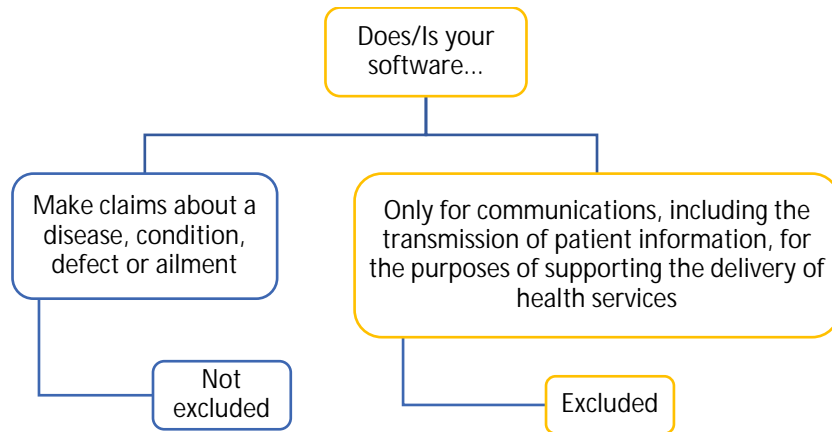 Does/Is your
software...
Make claims about a
disease, condition,
defect or ailment
Only for communications, including the
transmission of patient information, for
the purposes of supporting the delivery of
health services
Not
excluded
Excluded